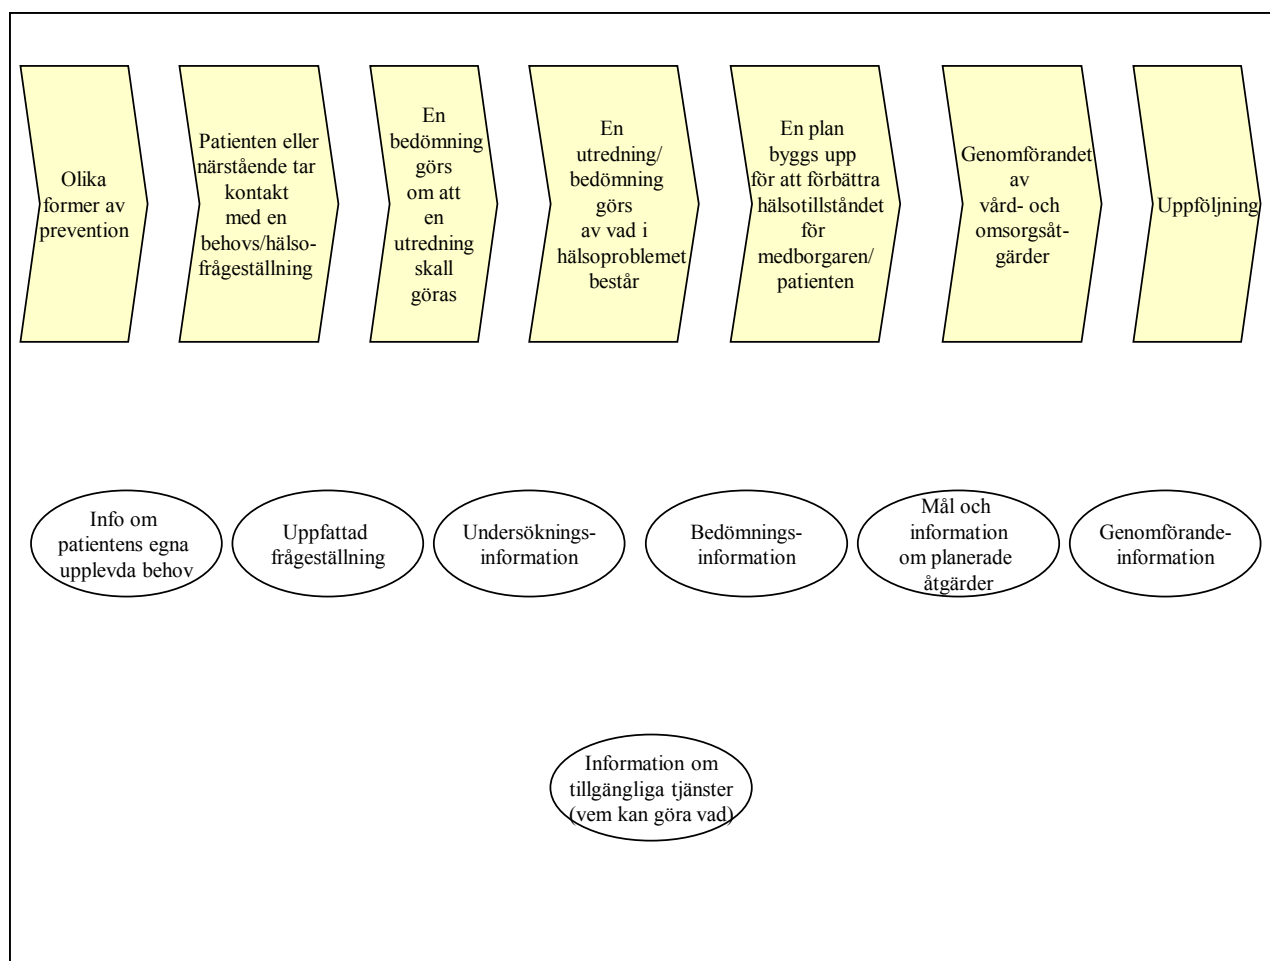 Olika
former av
prevention
Patienten eller
närstående tar
kontakt
med en
behovs/hälso-
frågeställning
En
bedömning
görs
om att
en
utredning
skall
göras
En
utredning/
bedömning
görs
av vad i
hälsoproblemet
består
En plan
byggs upp
för att förbättra
hälsotillståndet
för
medborgaren/
patienten
Genomförandet
av
vård- och
omsorgsåt-
gärder
Uppföljning
Info om
patientens egna
upplevda behov
Uppfattad
frågeställning
Undersöknings-
information
Bedömnings-
information
Mål och
information
om planerade
åtgärder
Genomförande-
information
Information om
tillgängliga tjänster
(vem kan göra vad)